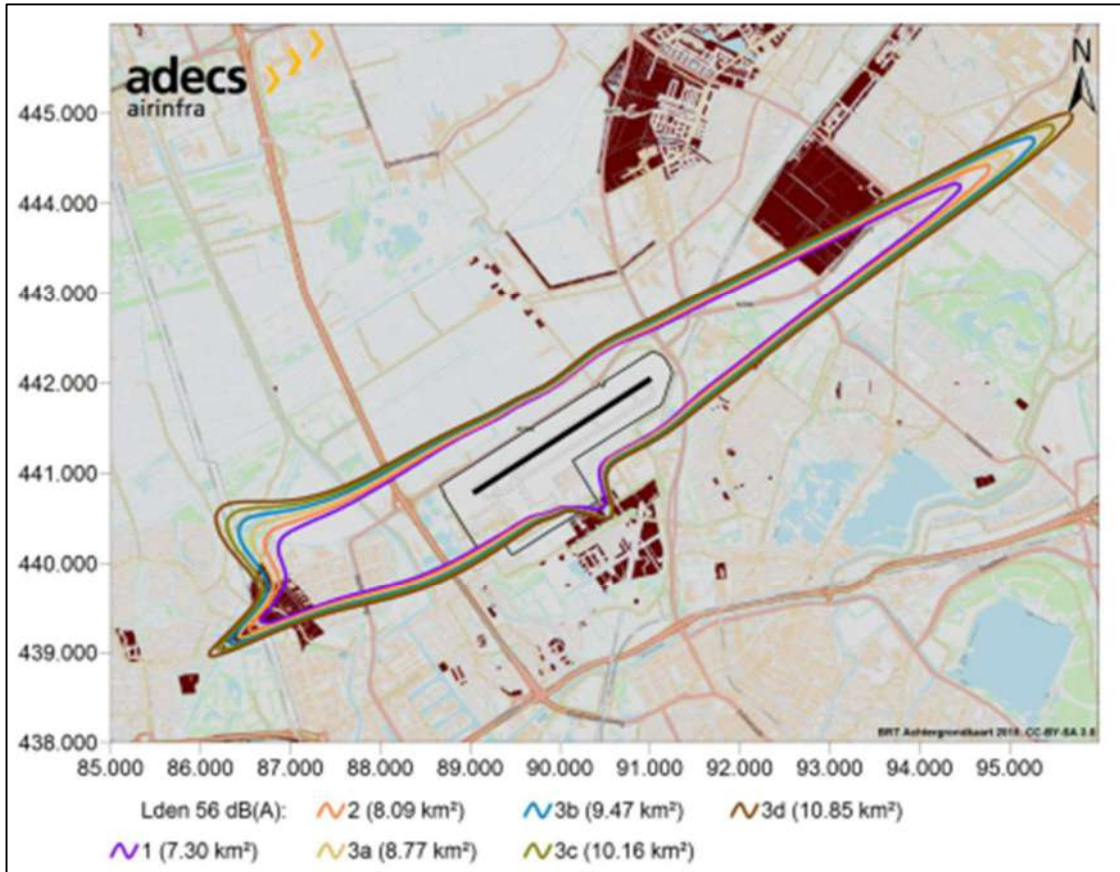 adecs
airinfra
N
445.000
444.000
443.000
442.000
441.000
440.000
439.000
438.000
85.000 86.000 87.000 88.000 89.000 90.000 91.000 92.000 93.000 94.000 95.000
BRT Achtergrondkaart 2018, CC-BY-SA 3.0
Lden 56 dB(A): 2 (8.09 km²) 3b (9.47 km²) 3d (10.85 km²)
1 (7.30 km²) 3a (8.77 km²) 3c (10.16 km²)